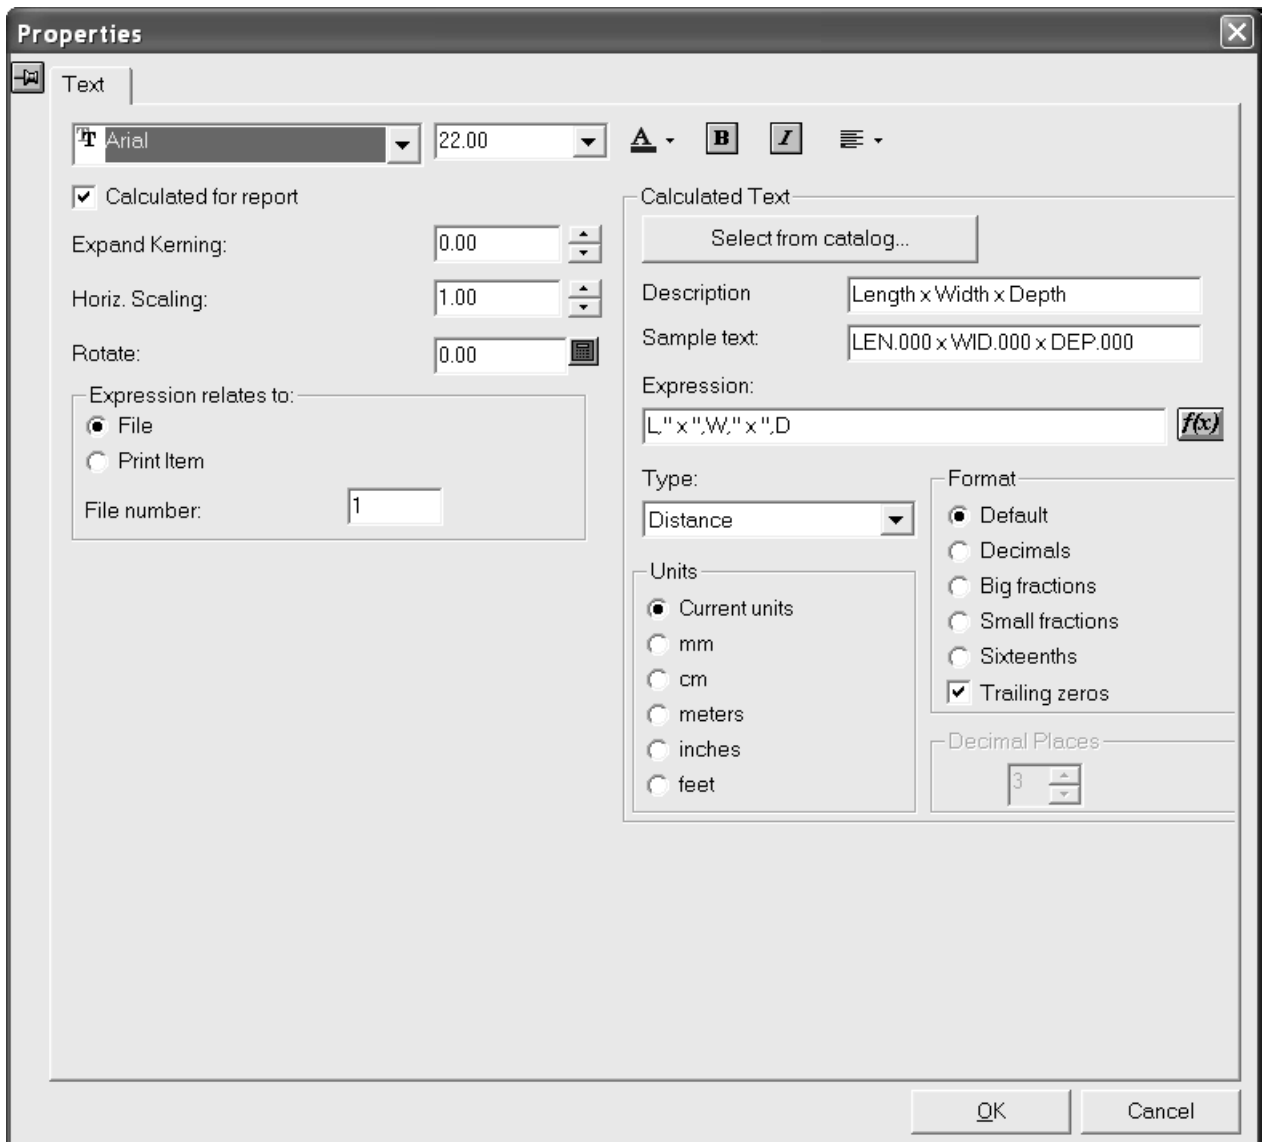 Properties
Text
Arial
22.00
A
B
I
Calculated for report
Expand Kerning:
0.00
Horiz. Scaling:
1.00
Rotate:
0.00
Expression relates to:
File
Print Item
File number:
1
Calculated Text
Select from catalog...
Description
Length x Width x Depth
Sample text:
LEN.000 x WID.000 x DEP.000
Expression:
L," x ",W," x ",D
f(x)
Type:
Distance
Units
Current units
mm
cm
meters
inches
feet
Format
Default
Decimals
Big fractions
Small fractions
Sixteenths
Trailing zeros
Decimal Places
3
OK
Cancel